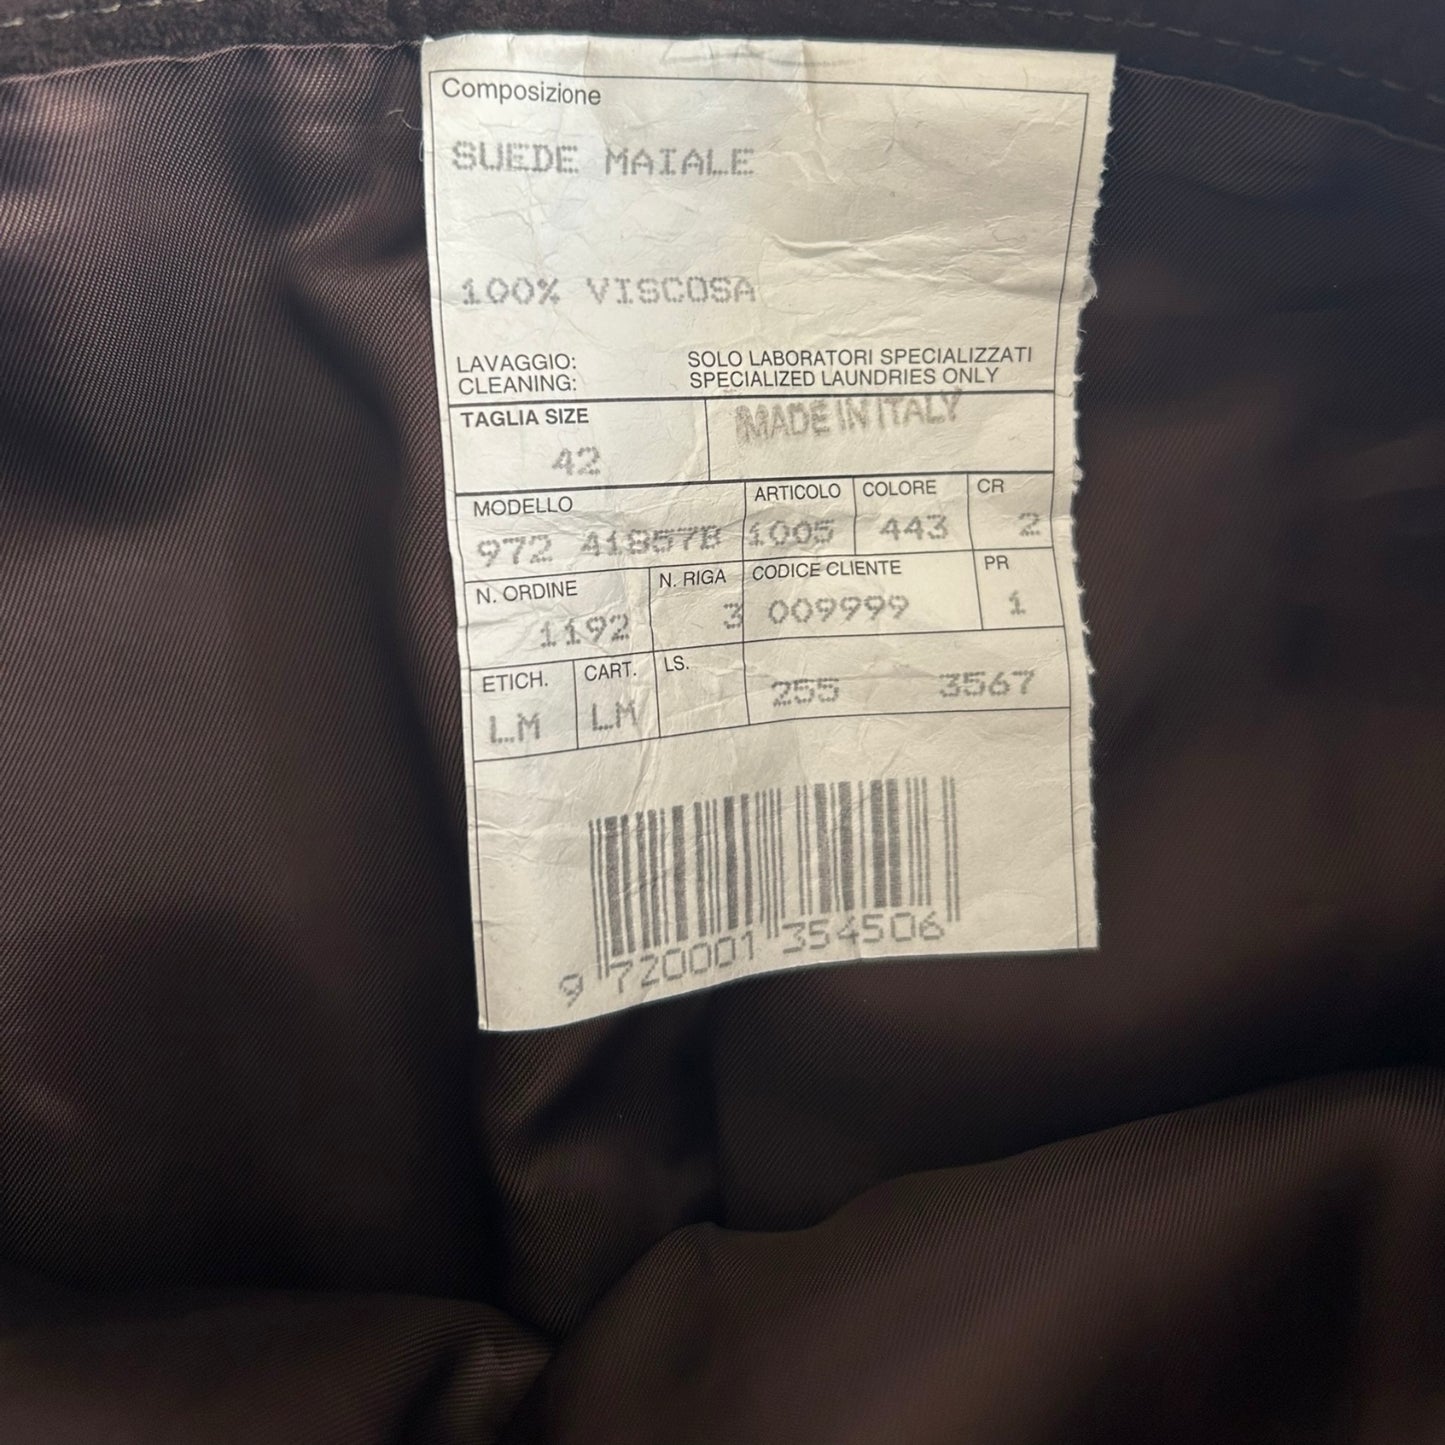 Composizione
SUEDE MAIALE
100% VISCOSA
LAVAGGIO: SOLO LABORATORI SPECIALIZZATI
CLEANING: SPECIALIZED LAUNDRIES ONLY
TAGLIA SIZE
42
MADE IN ITALY
MODELLO ARTICOLO COLORE CR
972 41857B 1005 443 2
N. ORDINE N. RIGA CODICE CLIENTE PR
1192 3 009999 1
ETICH. CART. LS.
LM LM 255 3567
9 720001 354506